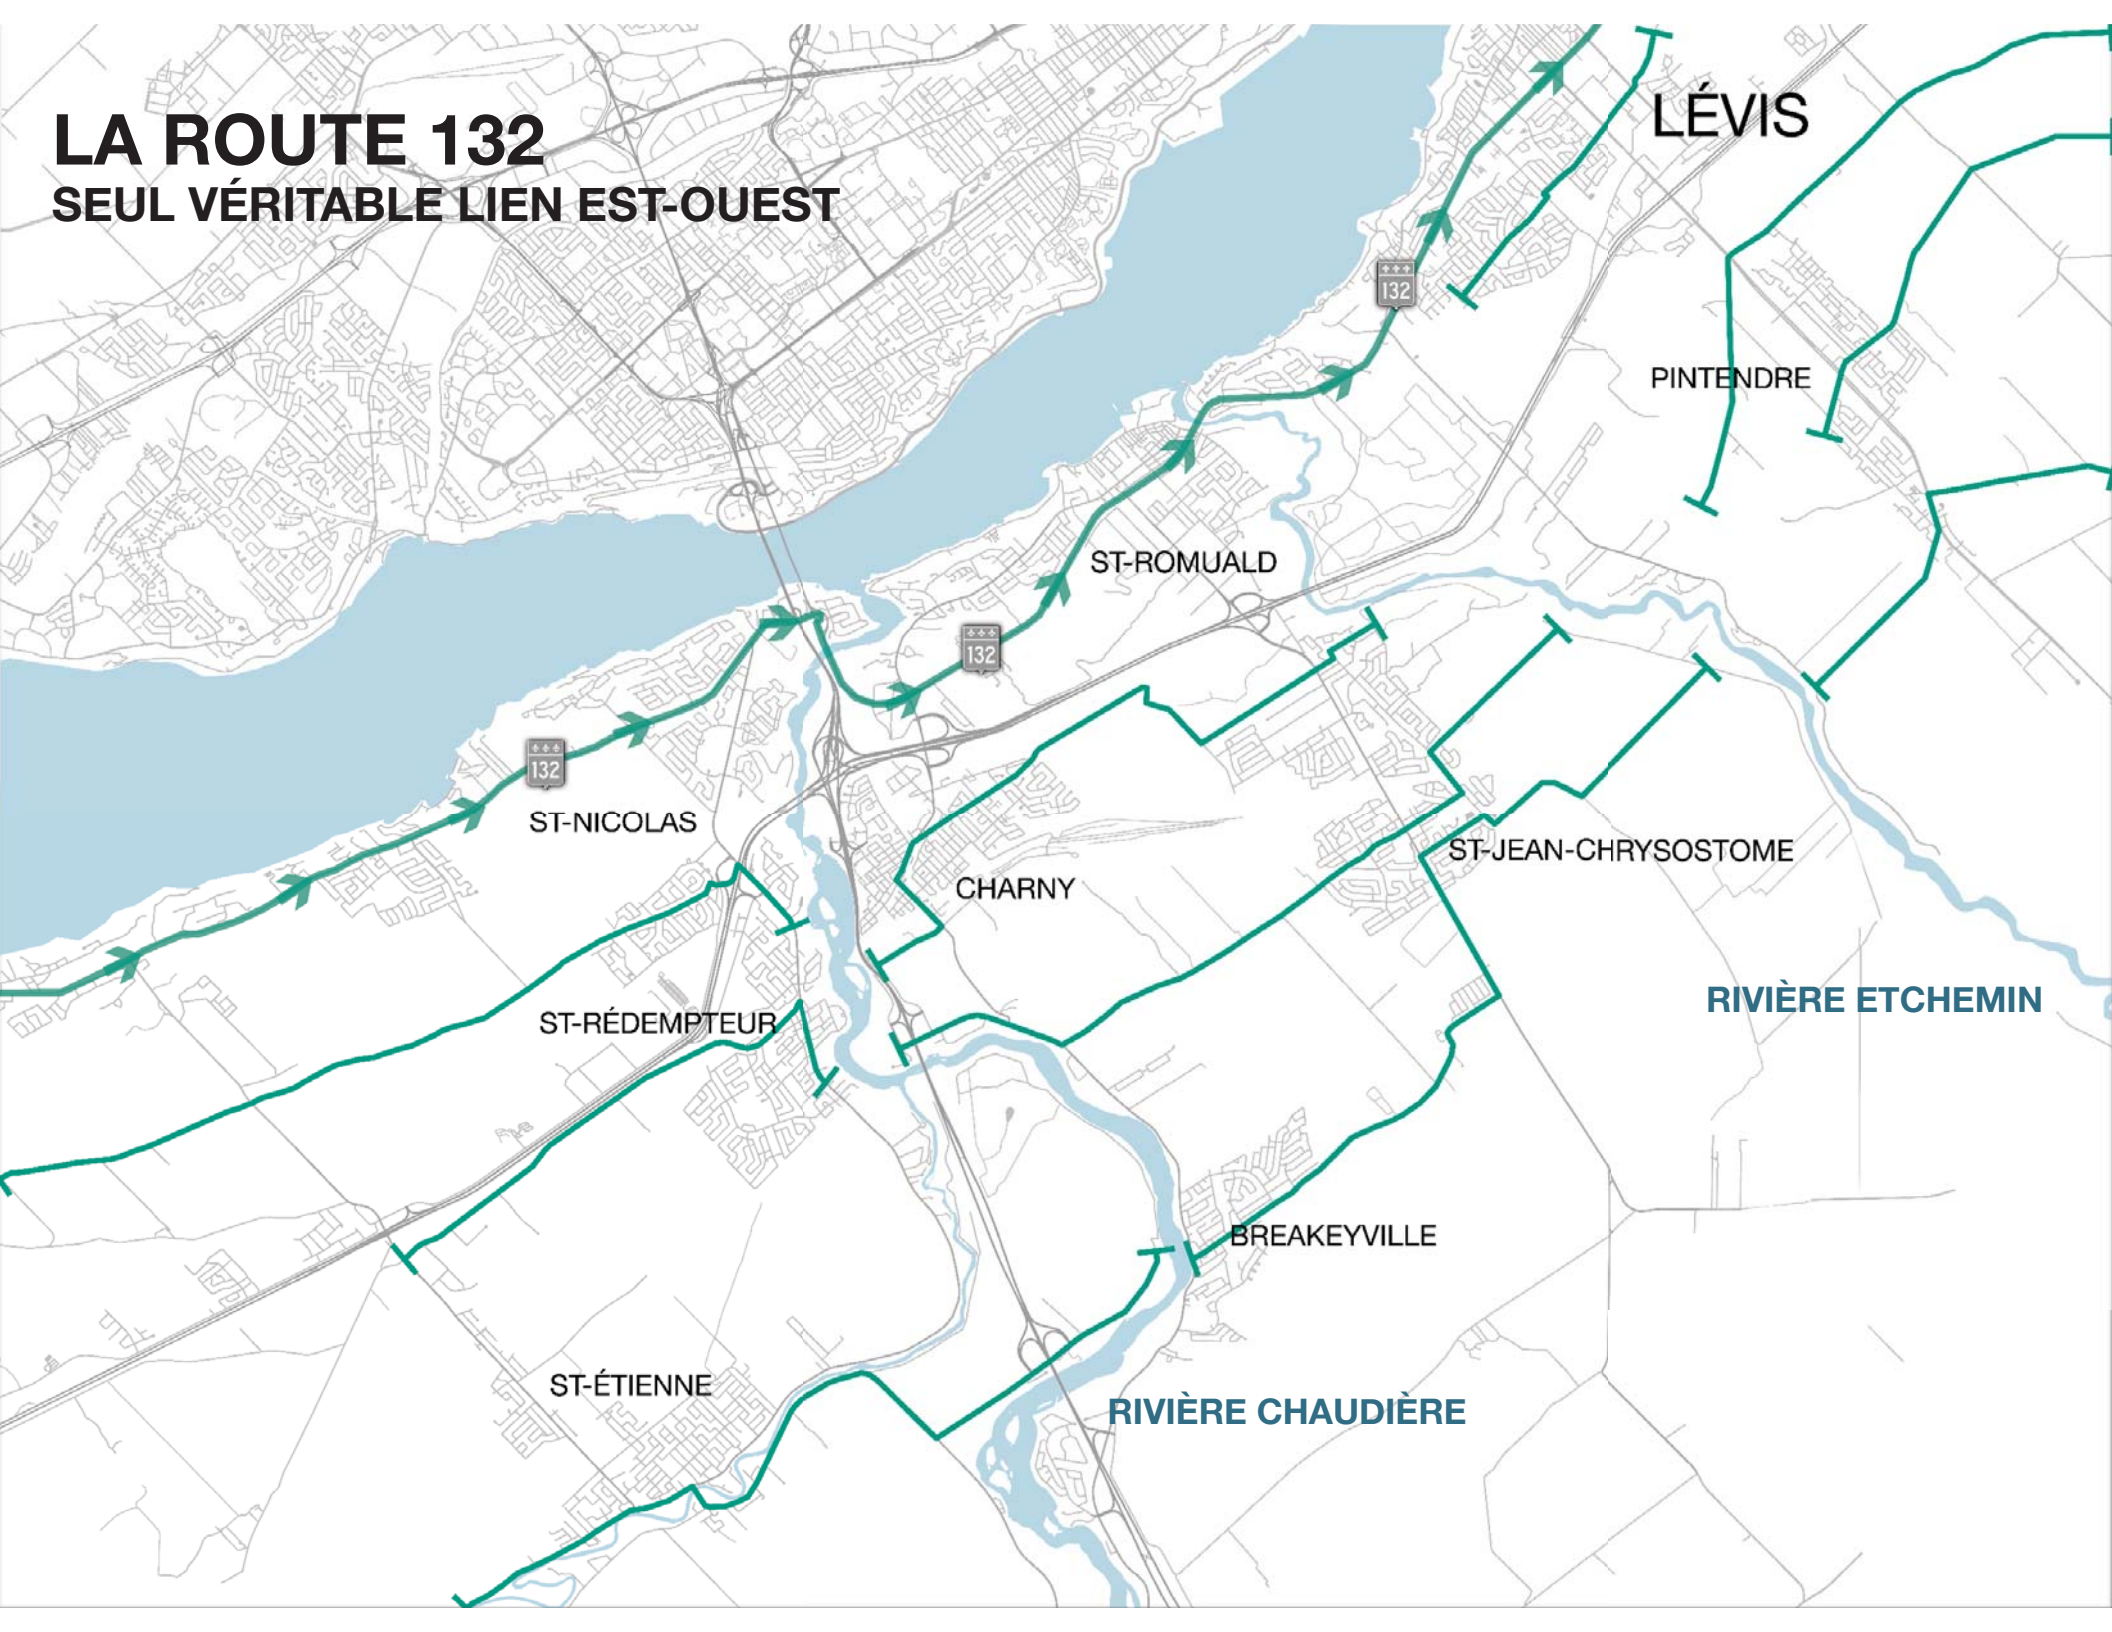 LA ROUTE 132
SEUL VÉRITABLE LIEN EST-OUEST
LÉVIS
132
PINTENDRE
ST-ROMUALD
132
132
ST-NICOLAS
ST-JEAN-CHRYSOSTOME
CHARNY
RIVIÈRE ETCHEMIN
ST-RÉDEMPTEUR
BREAKEYVILLE
ST-ÉTIENNE
RIVIÈRE CHAUDIÈRE